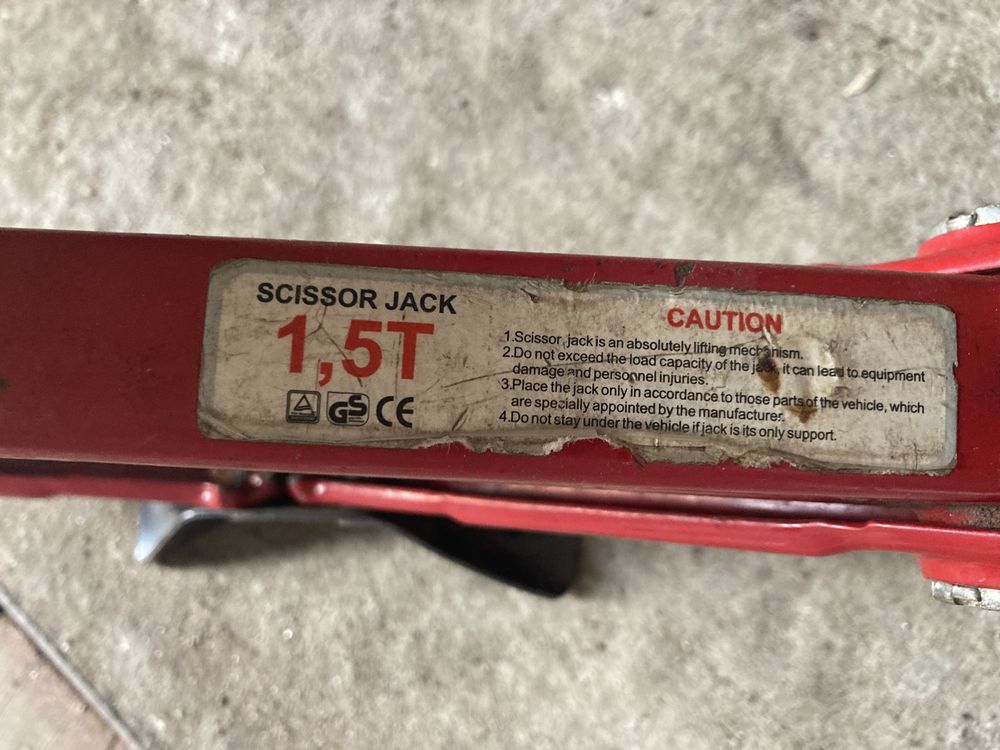 SCISSOR JACK
1,5T
GS CE
CAUTION
1.Scissor jack is an absolutely lifting mechanism.
2.Do not exceed the load capacity of the jack, it can lead to equipment
damage and personnel injuries.
3.Place the jack only in accordance to those parts of the vehicle, which
are specially appointed by the manufacturer.
4.Do not stay under the vehicle if jack is its only support.